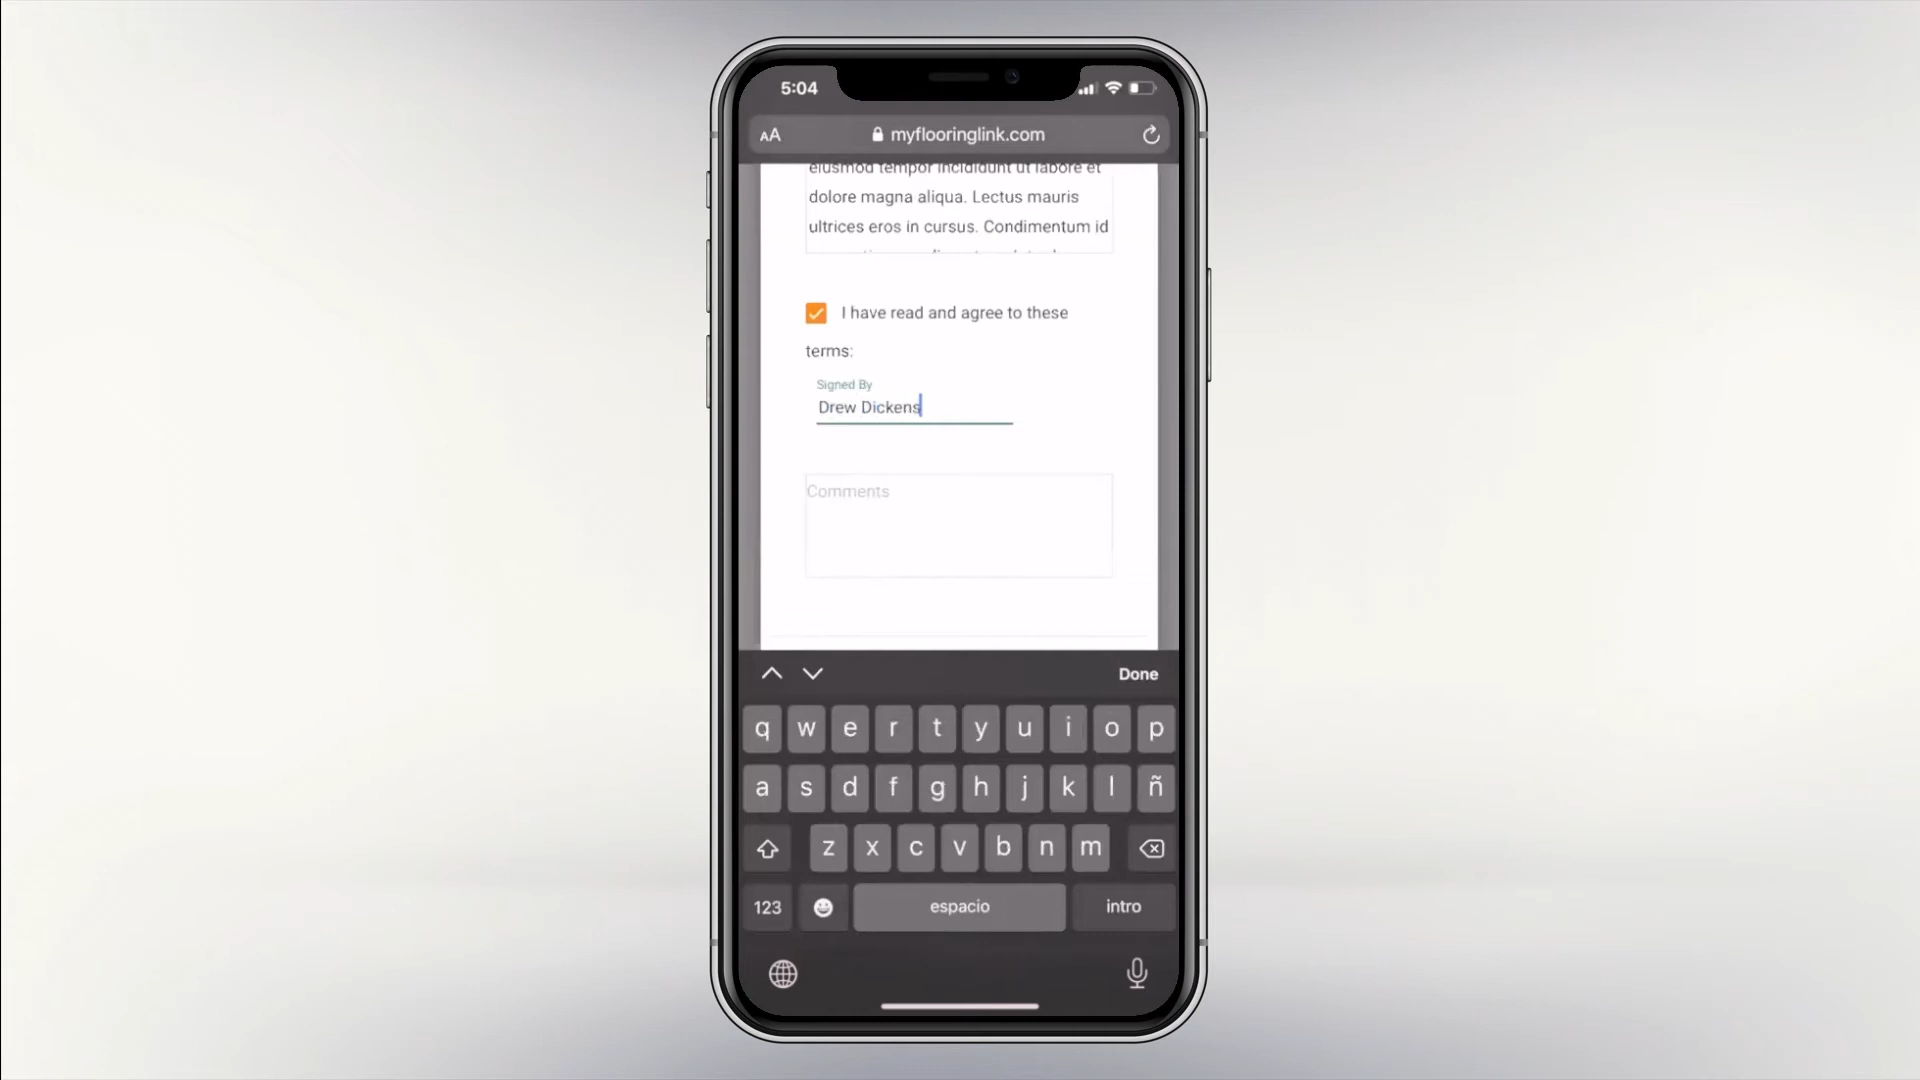 5:04
AA myflooringlink.com
eiusmod tempor incididunt ut labore et
dolore magna aliqua. Lectus mauris
ultrices eros in cursus. Condimentum id
I have read and agree to these
terms:
Signed By
Drew Dickens
Comments
Done
q w e r t y u i o p
a s d f g h j k l ñ
z x c v b n m
123 espacio intro